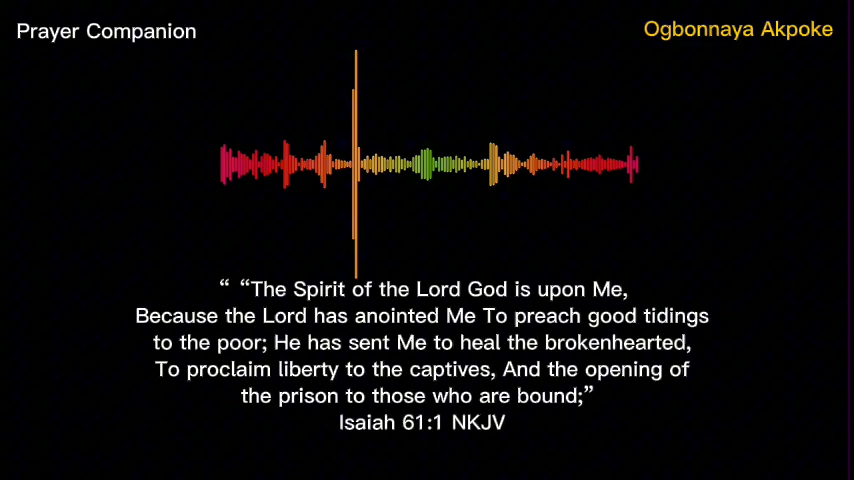 Prayer Companion
Ogbonnaya Akpoke
“ “The Spirit of the Lord God is upon Me,
Because the Lord has anointed Me To preach good tidings
to the poor; He has sent Me to heal the brokenhearted,
To proclaim liberty to the captives, And the opening of
the prison to those who are bound;”
Isaiah 61:1 NKJV